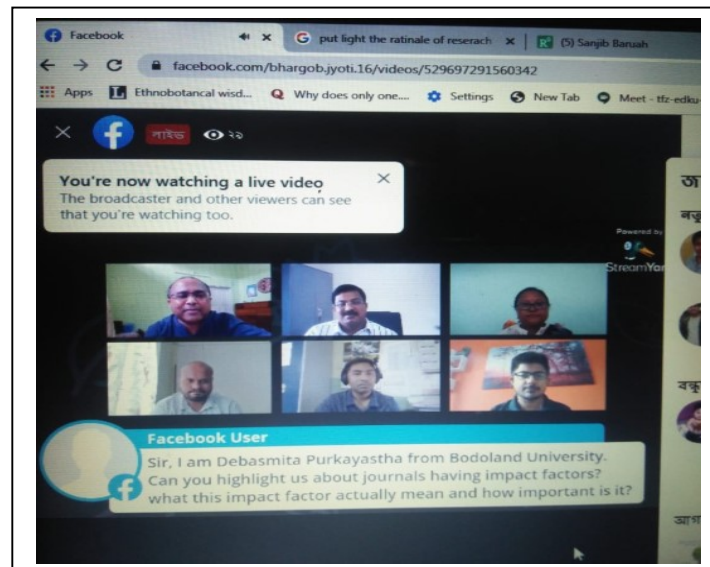 Facebook
put light the ratinale of reserach
(5) Sanjib Baruah
facebook.com/bhargob.jyoti.16/videos/529697291560342
Apps
Ethnobotancal wisd...
Why does only one....
Settings
New Tab
Meet - tfz-edku-
লাইভ
২৯
You're now watching a live video
The broadcaster and other viewers can see
that you're watching too.
Powered by
StreamYar
Facebook User
Sir, I am Debasmita Purkayastha from Bodoland University.
Can you highlight us about journals having impact factors?
what this impact factor actually mean and how important is it?